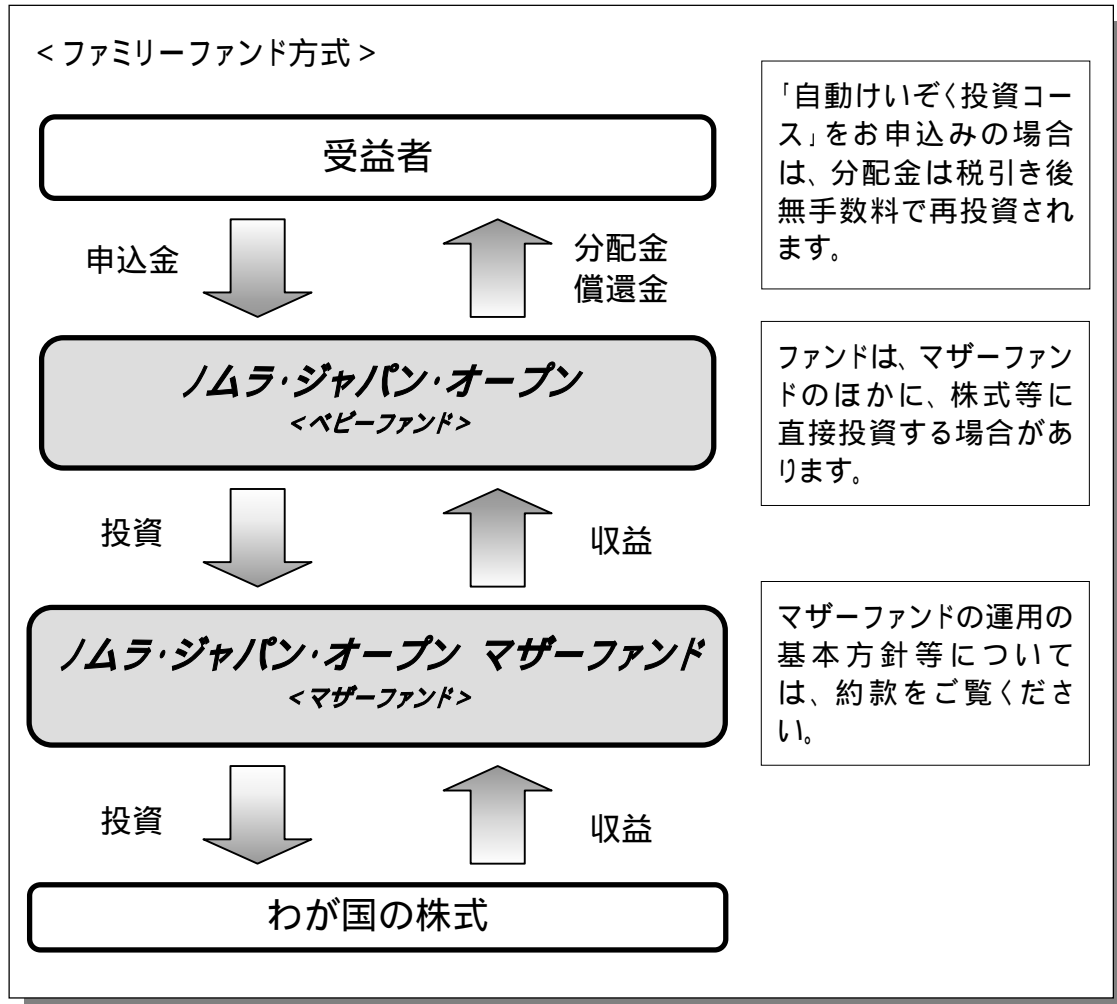 <ファミリーファンド方式>
受益者
申込金
分配金
償還金
ノムラ・ジャパン・オープン
<ベビーファンド>
投資
収益
ノムラ・ジャパン・オープン マザーファンド
<マザーファンド>
投資
収益
わが国の株式
「自動けいぞく投資コー
ス」をお申込みの場合
は、分配金は税引き後
無手数料で再投資され
ます。
ファンドは、マザーファン
ドのほかに、株式等に
直接投資する場合があ
ります。
マザーファンドの運用の
基本方針等について
は、約款をご覧くださ
い。